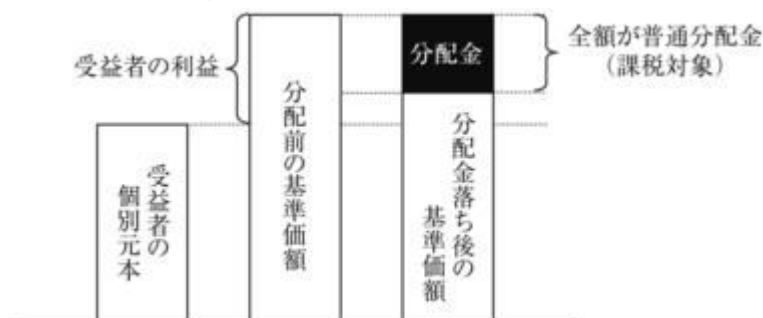 受益者の利益
受益者の
個別元本
分配前の基準価額
分配金
分配金落ち後の
基準価額
全額が普通分配金
（課税対象）